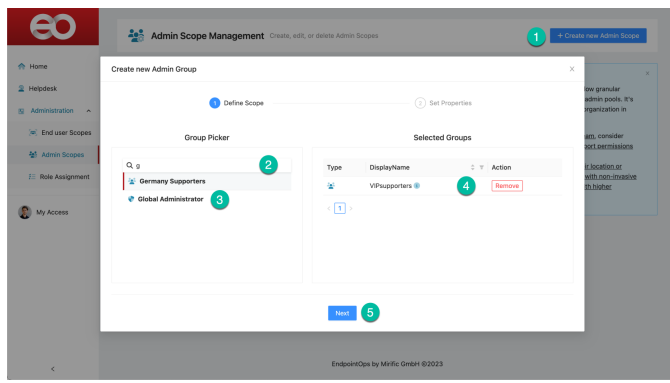 eo
Admin Scope Management Create, edit, or delete Admin Scopes
1
+ Create new Admin Scope
Home
Helpdesk
Administration
End user Scopes
Admin Scopes
Role Assignment
My Access
Create new Admin Group
1 Define Scope
2 Set Properties
Group Picker
g
2
Germany Supporters
Global Administrator
3
Selected Groups
Type DisplayName Action
VIPsupporters
4
Remove
< 1 >
Next
5
low granular
admin pools. It's
organization in
am, consider
port permissions
ir location or
with non-invasive
th higher
EndpointOps by Mirific GmbH ©2023